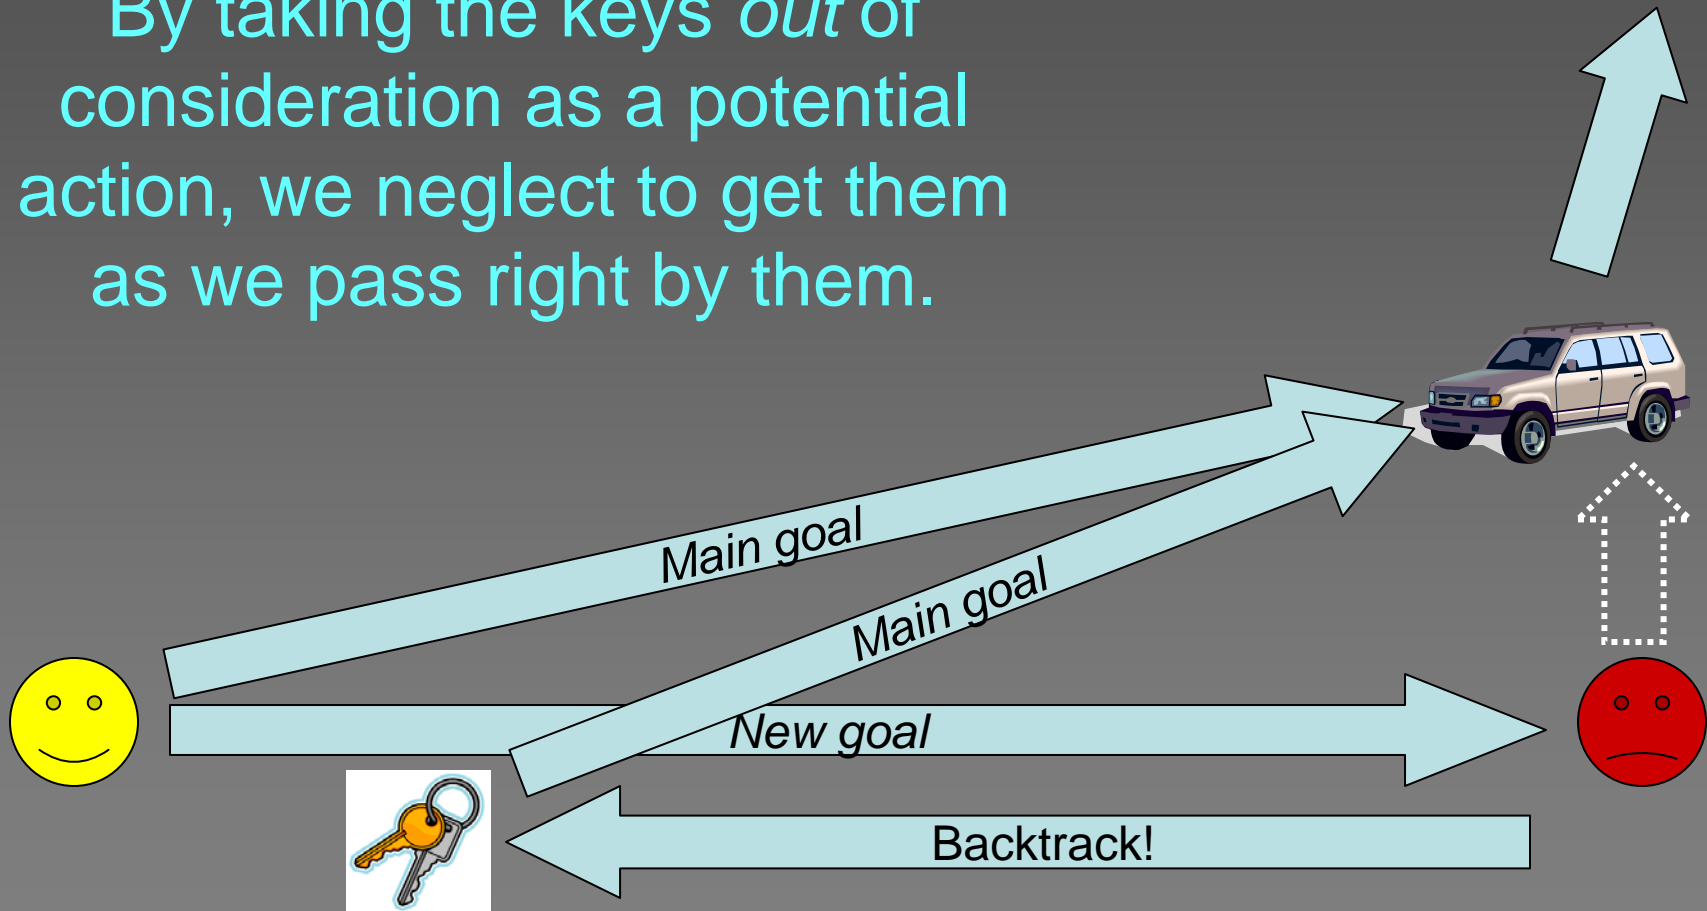 By taking the keys out of
consideration as a potential
action, we neglect to get them
as we pass right by them.
Main goal
Main goal
New goal
Backtrack!